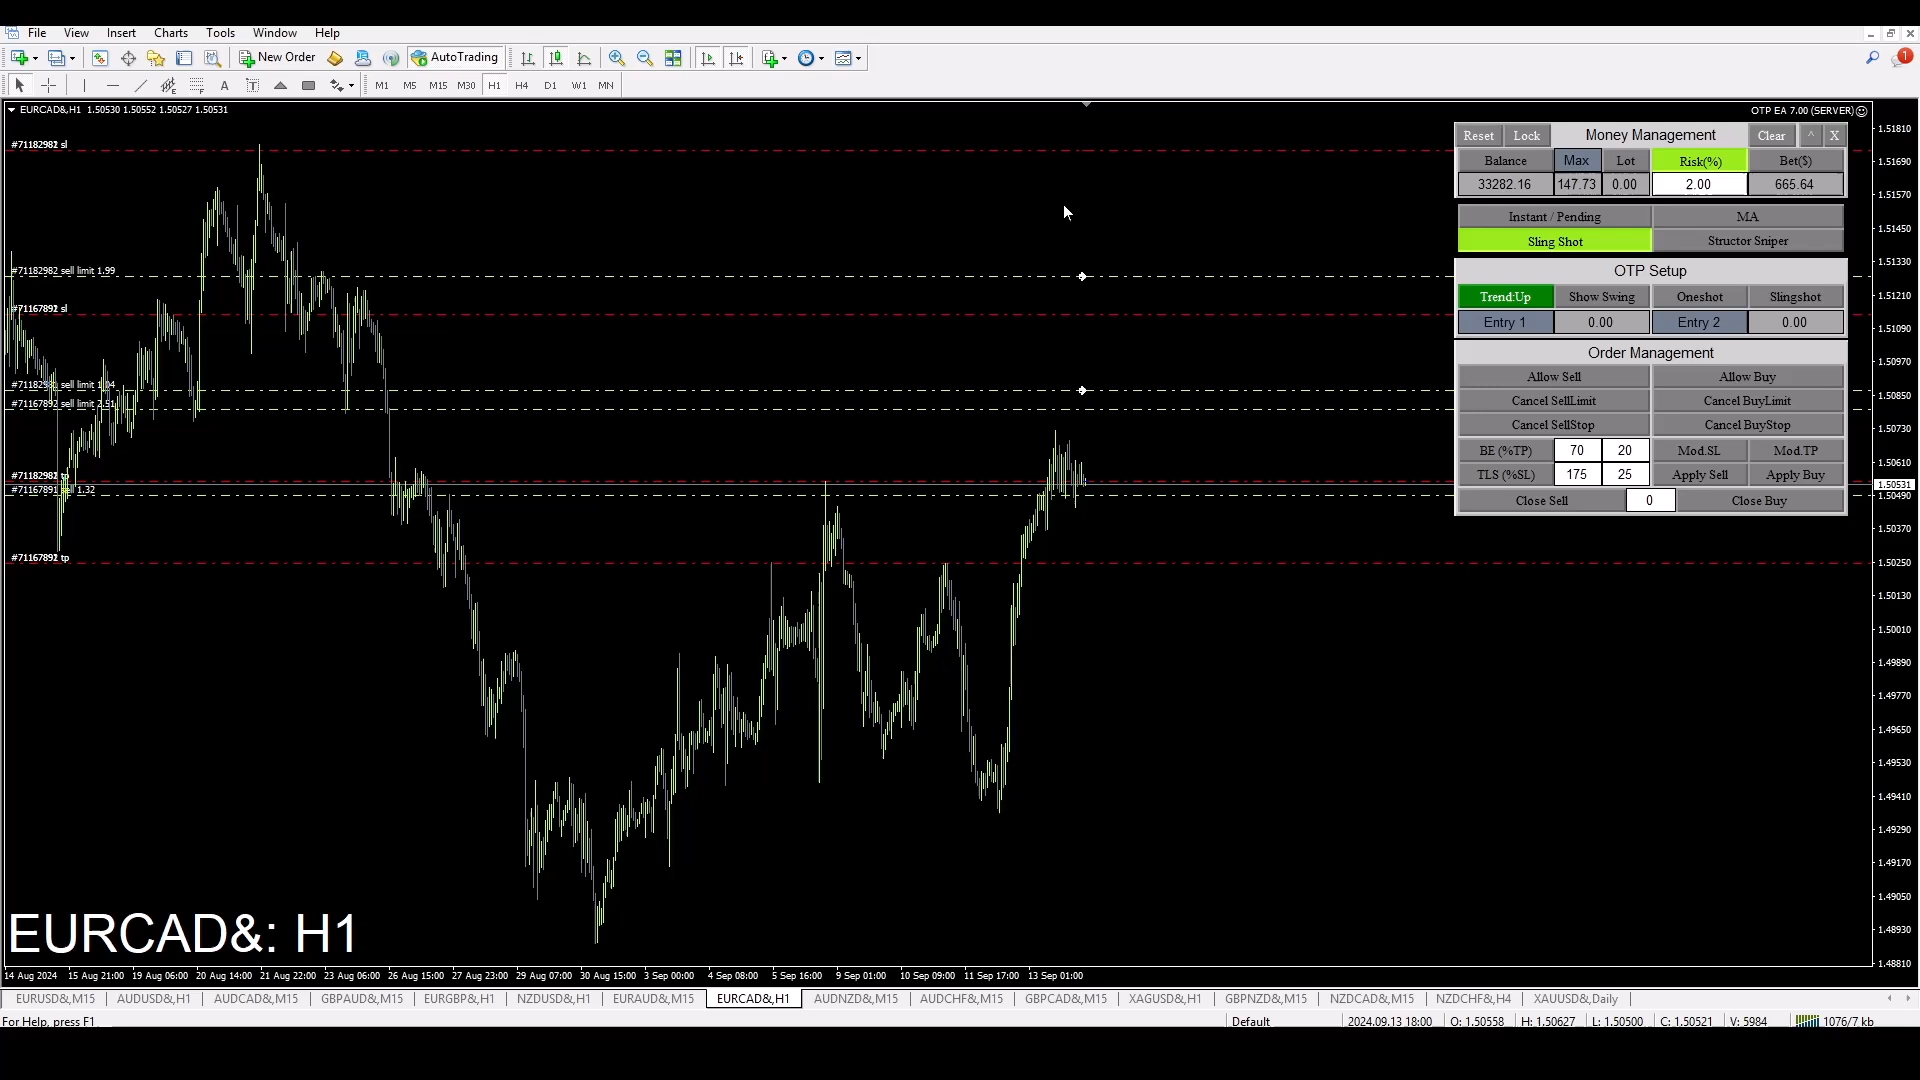 File View Insert Charts Tools Window Help
New Order AutoTrading 1
A T M1 M5 M15 M30 H1 H4 D1 W1 MN
EURCAD&,H1 1.50530 1.50552 1.50527 1.50531
OTP EA 7.00 (SERVER)
Reset Lock Money Management Clear ^ X
Balance Max Lot Risk(%) Bet($)
33282.16 147.73 0.00 2.00 665.64
Instant / Pending MA
Sling Shot Structor Sniper
OTP Setup
Trend:Up Show Swing Oneshot Slingshot
Entry 1 0.00 Entry 2 0.00
Order Management
Allow Sell Allow Buy
Cancel SellLimit Cancel BuyLimit
Cancel SellStop Cancel BuyStop
BE (%TP) 70 20 Mod.SL Mod.TP
TLS (%SL) 175 25 Apply Sell Apply Buy
Close Sell 0 Close Buy
sl
#71182982 sell limit 1.99
sl
sell limit
#71167892 sell limit 2.51
tp
#71167891 sell 1.32
tp
1.51810
1.51690
1.51570
1.51450
1.51330
1.51210
1.51090
1.50970
1.50850
1.50730
1.50610
1.50531
1.50490
1.50370
1.50250
1.50130
1.50010
1.49890
1.49770
1.49650
1.49530
1.49410
1.49290
1.49170
1.49050
1.48930
1.48810
EURCAD&: H1
14 Aug 2024 15 Aug 21:00 19 Aug 06:00 20 Aug 14:00 21 Aug 22:00 23 Aug 06:00 26 Aug 15:00 27 Aug 23:00 29 Aug 07:00 30 Aug 15:00 3 Sep 00:00 4 Sep 08:00 5 Sep 16:00 9 Sep 01:00 10 Sep 09:00 11 Sep 17:00 13 Sep 01:00
EURUSD&,M15 AUDUSD&,H1 AUDCAD&,M15 GBPAUD&,M15 EURGBP&,H1 NZDUSD&,H1 EURAUD&,M15 EURCAD&,H1 AUDNZD&,M15 AUDCHF&,M15 GBPCAD&,M15 XAGUSD&,H1 GBPNZD&,M15 NZDCAD&,M15 NZDCHF&,H4 XAUUSD&,Daily
For Help, press F1 Default 2024.09.13 18:00 O: 1.50558 H: 1.50627 L: 1.50500 C: 1.50521 V: 5984 1076/7 kb